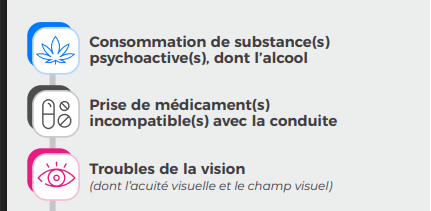 Consommation de substance(s)
psychoactive(s), dont l'alcool
Prise de médicament(s)
incompatible(s) avec la conduite
Troubles de la vision
(dont l'acuité visuelle et le champ visuel)